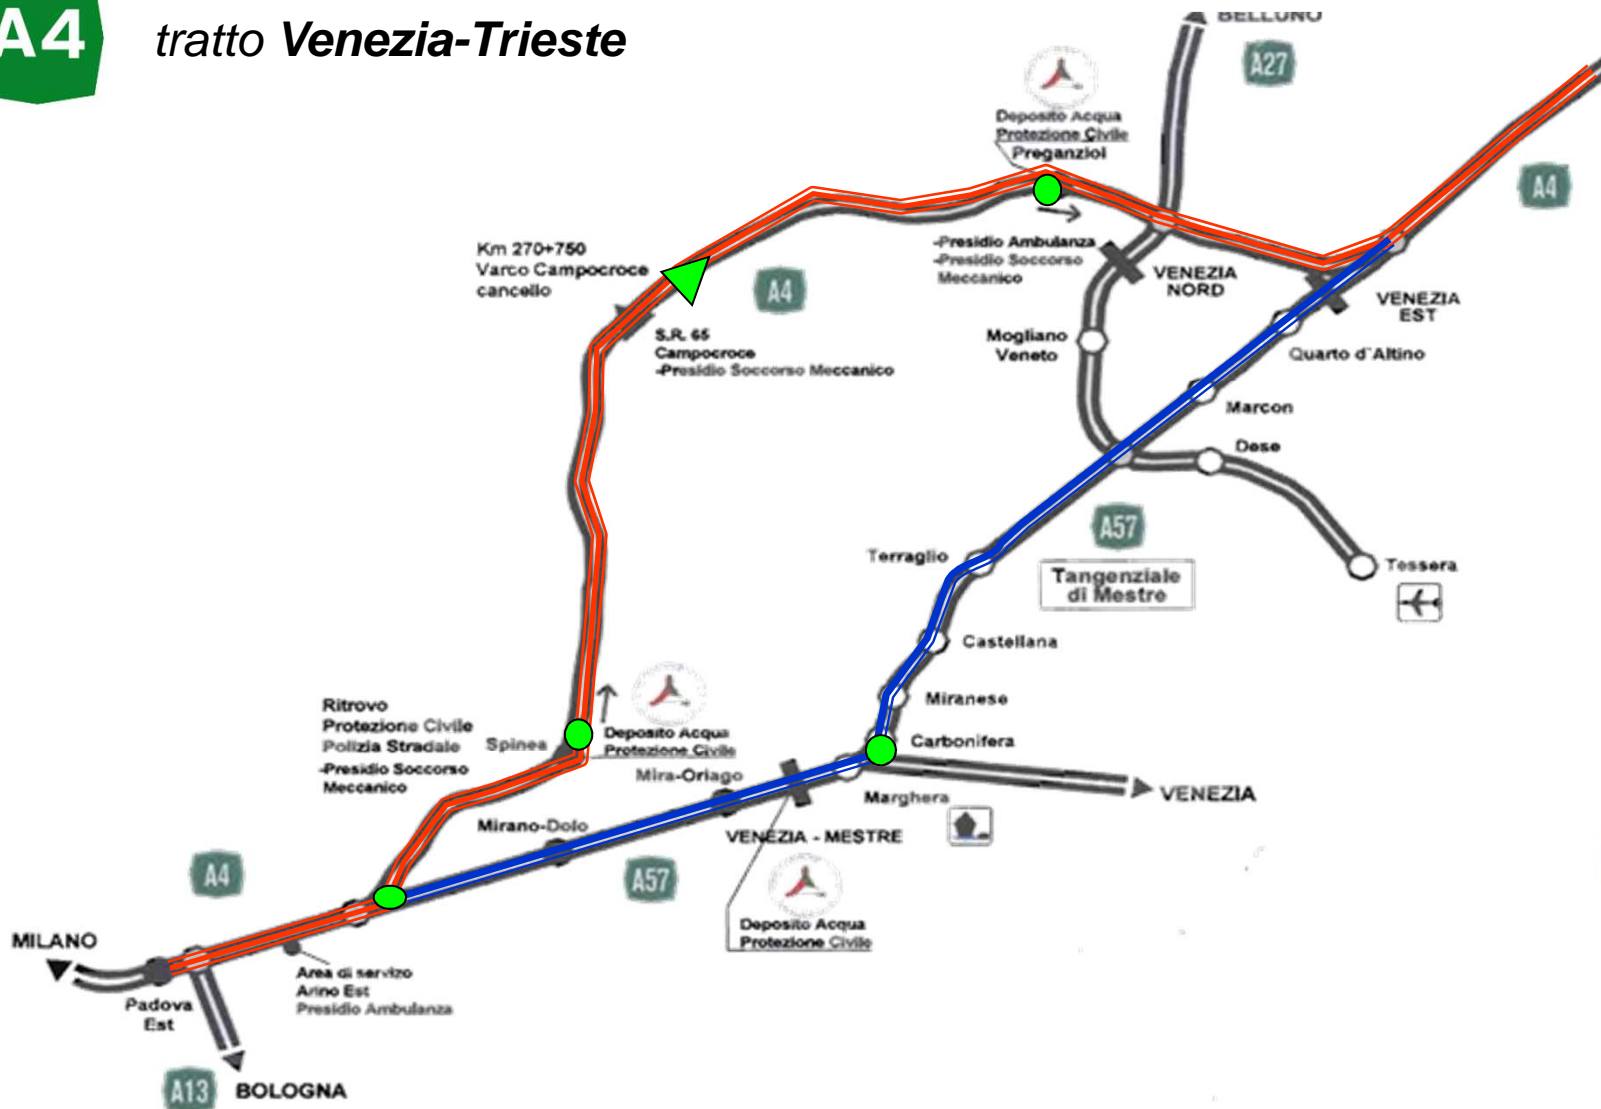 A4
tratto Venezia-Trieste
BELLUNO
A27
Deposito Acqua
Protezione Civile
Preganziol
A4
Km 270+750
Varco Campocroce
cancello
-Presidio Ambulanza
-Presidio Soccorso
Meccanico
VENEZIA
NORD
A4
VENEZIA
EST
S.R. 65
Campocroce
-Presidio Soccorso Meccanico
Mogliano
Veneto
Quarto d'Altino
Marcon
Dese
A57
Terraglio
Tangenziale
di Mestre
Tessera
Castellana
Miranese
Ritrovo
Protezione Civile
Polizia Stradale
-Presidio Soccorso
Meccanico
Spinea
Deposito Acqua
Protezione Civile
Carbonifera
Mira-Oriago
Marghera
VENEZIA
Mirano-Dolo
VENEZIA - MESTRE
A4
A57
Deposito Acqua
Protezione Civile
MILANO
Area di servizo
Arino Est
Presidio Ambulanza
Padova
Est
A13
BOLOGNA